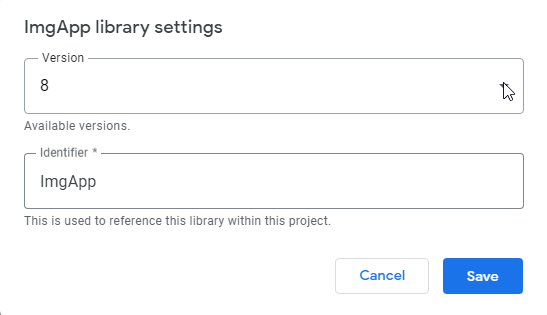 ImgApp library settings
Version
8
Available versions.
Identifier *
ImgApp
This is used to reference this library within this project.
Cancel
Save